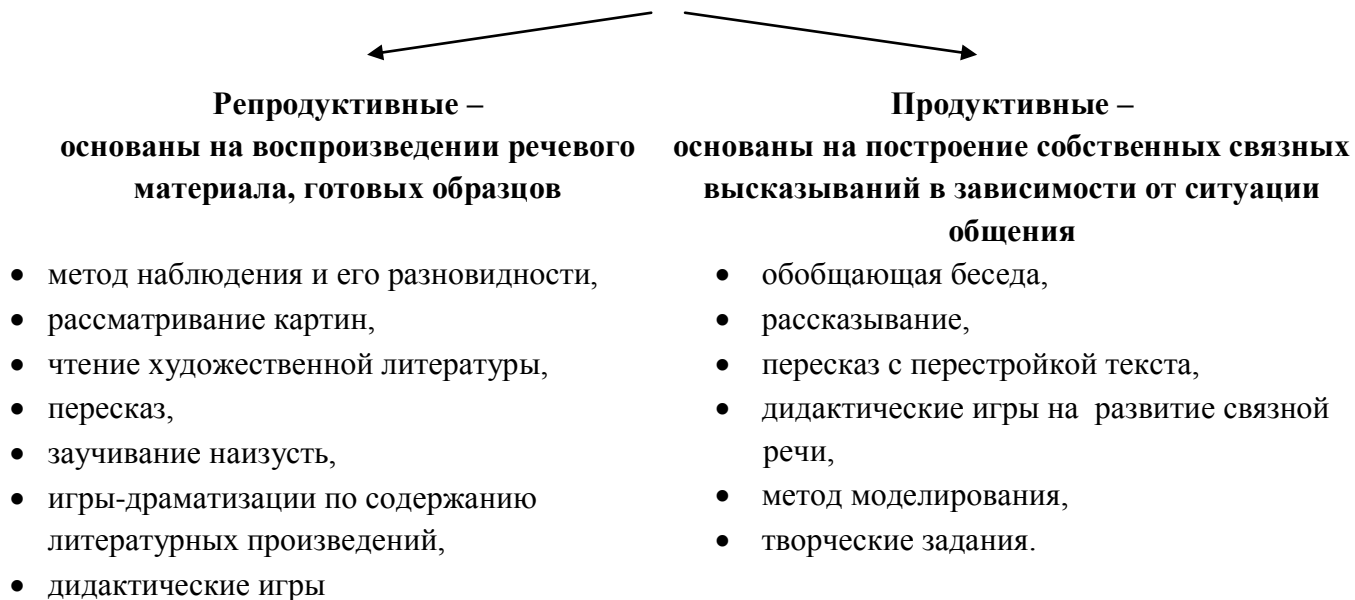 Репродуктивные –
основаны на воспроизведении речевого
материала, готовых образцов
• метод наблюдения и его разновидности,
• рассматривание картин,
• чтение художественной литературы,
• пересказ,
• заучивание наизусть,
• игры-драматизации по содержанию
литературных произведений,
• дидактические игры
Продуктивные –
основаны на построение собственных связных
высказываний в зависимости от ситуации
общения
• обобщающая беседа,
• рассказывание,
• пересказ с перестройкой текста,
• дидактические игры на развитие связной
речи,
• метод моделирования,
• творческие задания.